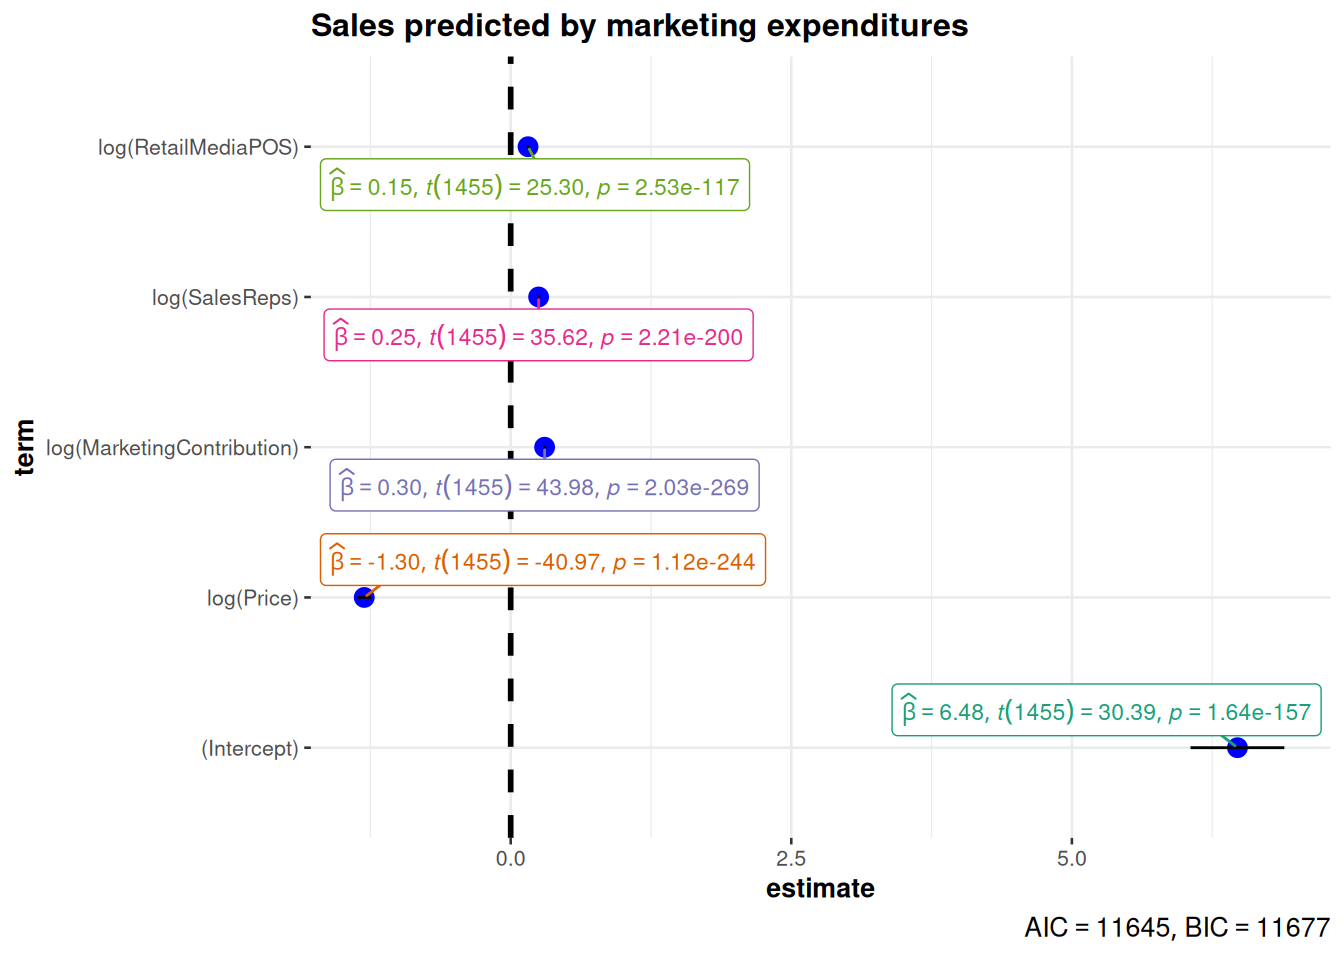 Sales predicted by marketing expenditures
log(RetailMediaPOS)
β̂ = 0.15, t(1455) = 25.30, p = 2.53e-117
log(SalesReps)
β̂ = 0.25, t(1455) = 35.62, p = 2.21e-200
log(MarketingContribution)
β̂ = 0.30, t(1455) = 43.98, p = 2.03e-269
β̂ = -1.30, t(1455) = -40.97, p = 1.12e-244
log(Price)
β̂ = 6.48, t(1455) = 30.39, p = 1.64e-157
(Intercept)
term
0.0 2.5 5.0
estimate
AIC = 11645, BIC = 11677